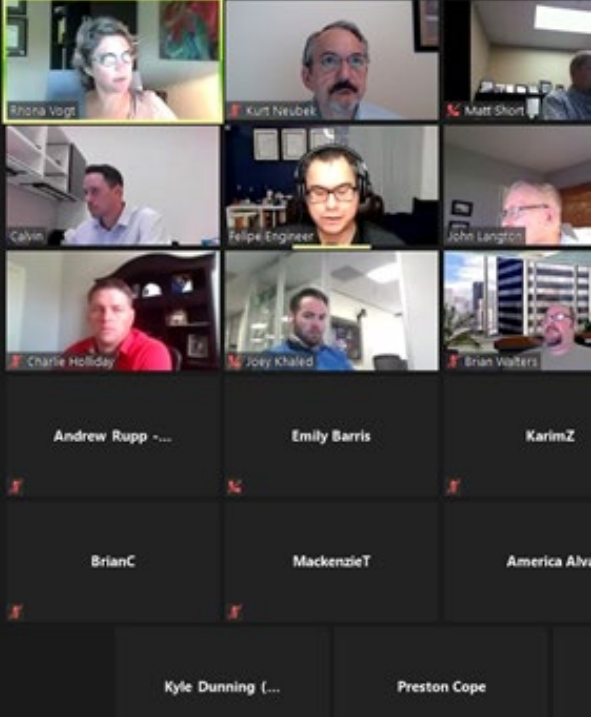 Rhona Vogt
Kurt Neubek
Matt Short
Calvin
Felipe Engineer
John Langton
Charlie Holliday
Joey Khaled
Brian Walters
Andrew Rupp -...
Emily Barris
KarimZ
BrianC
MackenzieT
America Alva
Kyle Dunning (...
Preston Cope